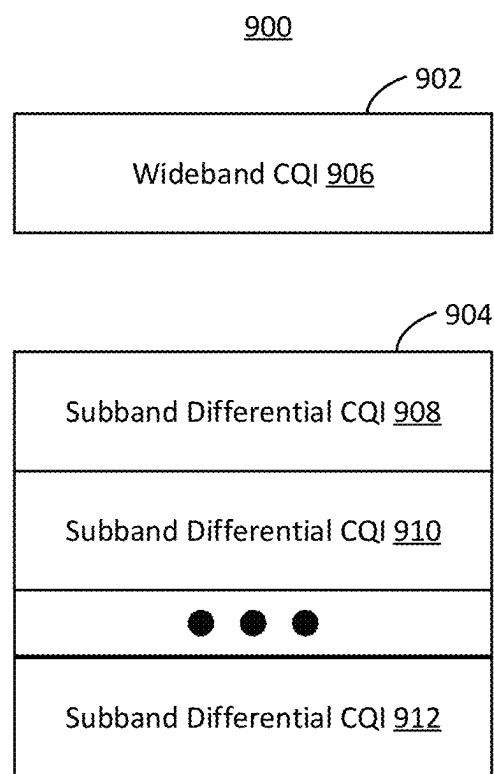 900
902
Wideband CQI 906
904
Subband Differential CQI 908
Subband Differential CQI 910
Subband Differential CQI 912